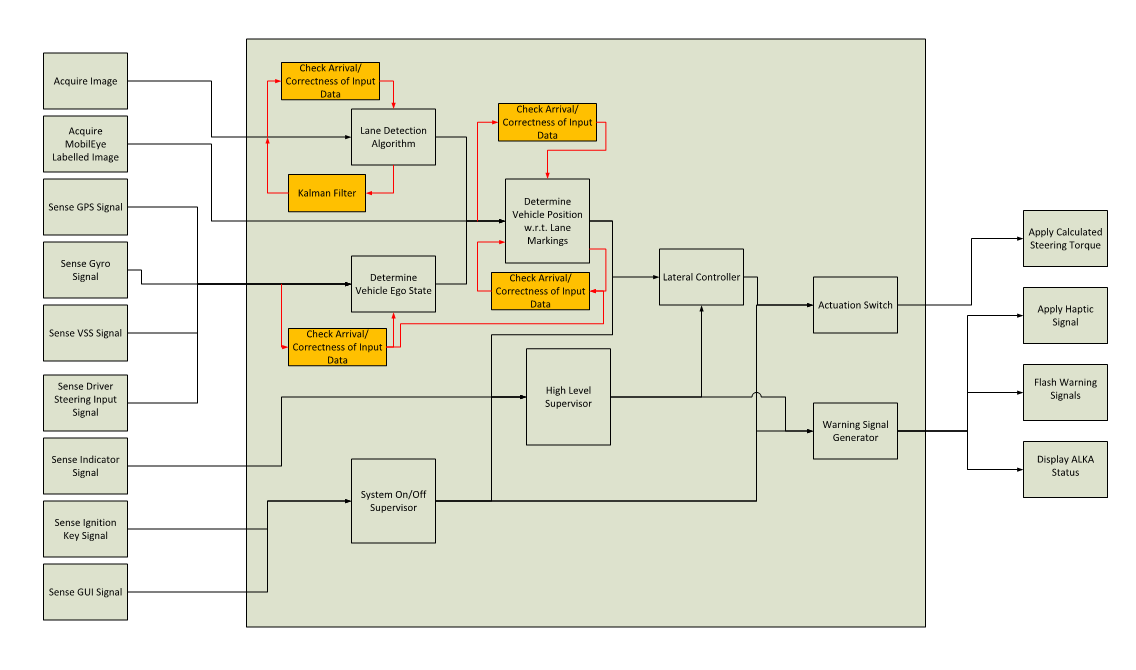 Acquire Image
Acquire
MobilEye
Labelled Image
Sense GPS Signal
Sense Gyro
Signal
Sense VSS Signal
Sense Driver
Steering Input
Signal
Sense Indicator
Signal
Sense Ignition
Key Signal
Sense GUI Signal
Check Arrival/
Correctness of Input
Data
Lane Detection
Algorithm
Kalman Filter
Determine
Vehicle Ego State
Check Arrival/
Correctness of Input
Data
System On/Off
Supervisor
Check Arrival/
Correctness of Input
Data
Determine
Vehicle Position
w.r.t. Lane
Markings
Check Arrival/
Correctness of Input
Data
High Level
Supervisor
Lateral Controller
Actuation Switch
Warning Signal
Generator
Apply Calculated
Steering Torque
Apply Haptic
Signal
Flash Warning
Signals
Display ALKA
Status